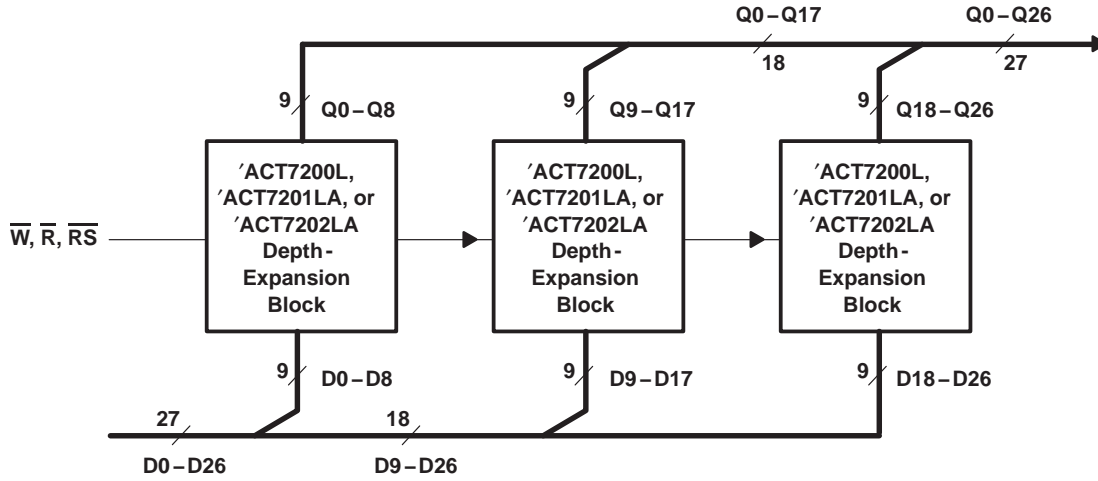 Q0–Q17 Q0–Q26
18 27
9 Q0–Q8 9 Q9–Q17 9 Q18–Q26
′ACT7200L,
′ACT7201LA, or
′ACT7202LA
Depth-
Expansion
Block
′ACT7200L,
′ACT7201LA, or
′ACT7202LA
Depth-
Expansion
Block
′ACT7200L,
′ACT7201LA, or
′ACT7202LA
Depth-
Expansion
Block
W̅, R̅, R̅S̅
9 D0–D8 9 D9–D17 9 D18–D26
27 18
D0–D26 D9–D26